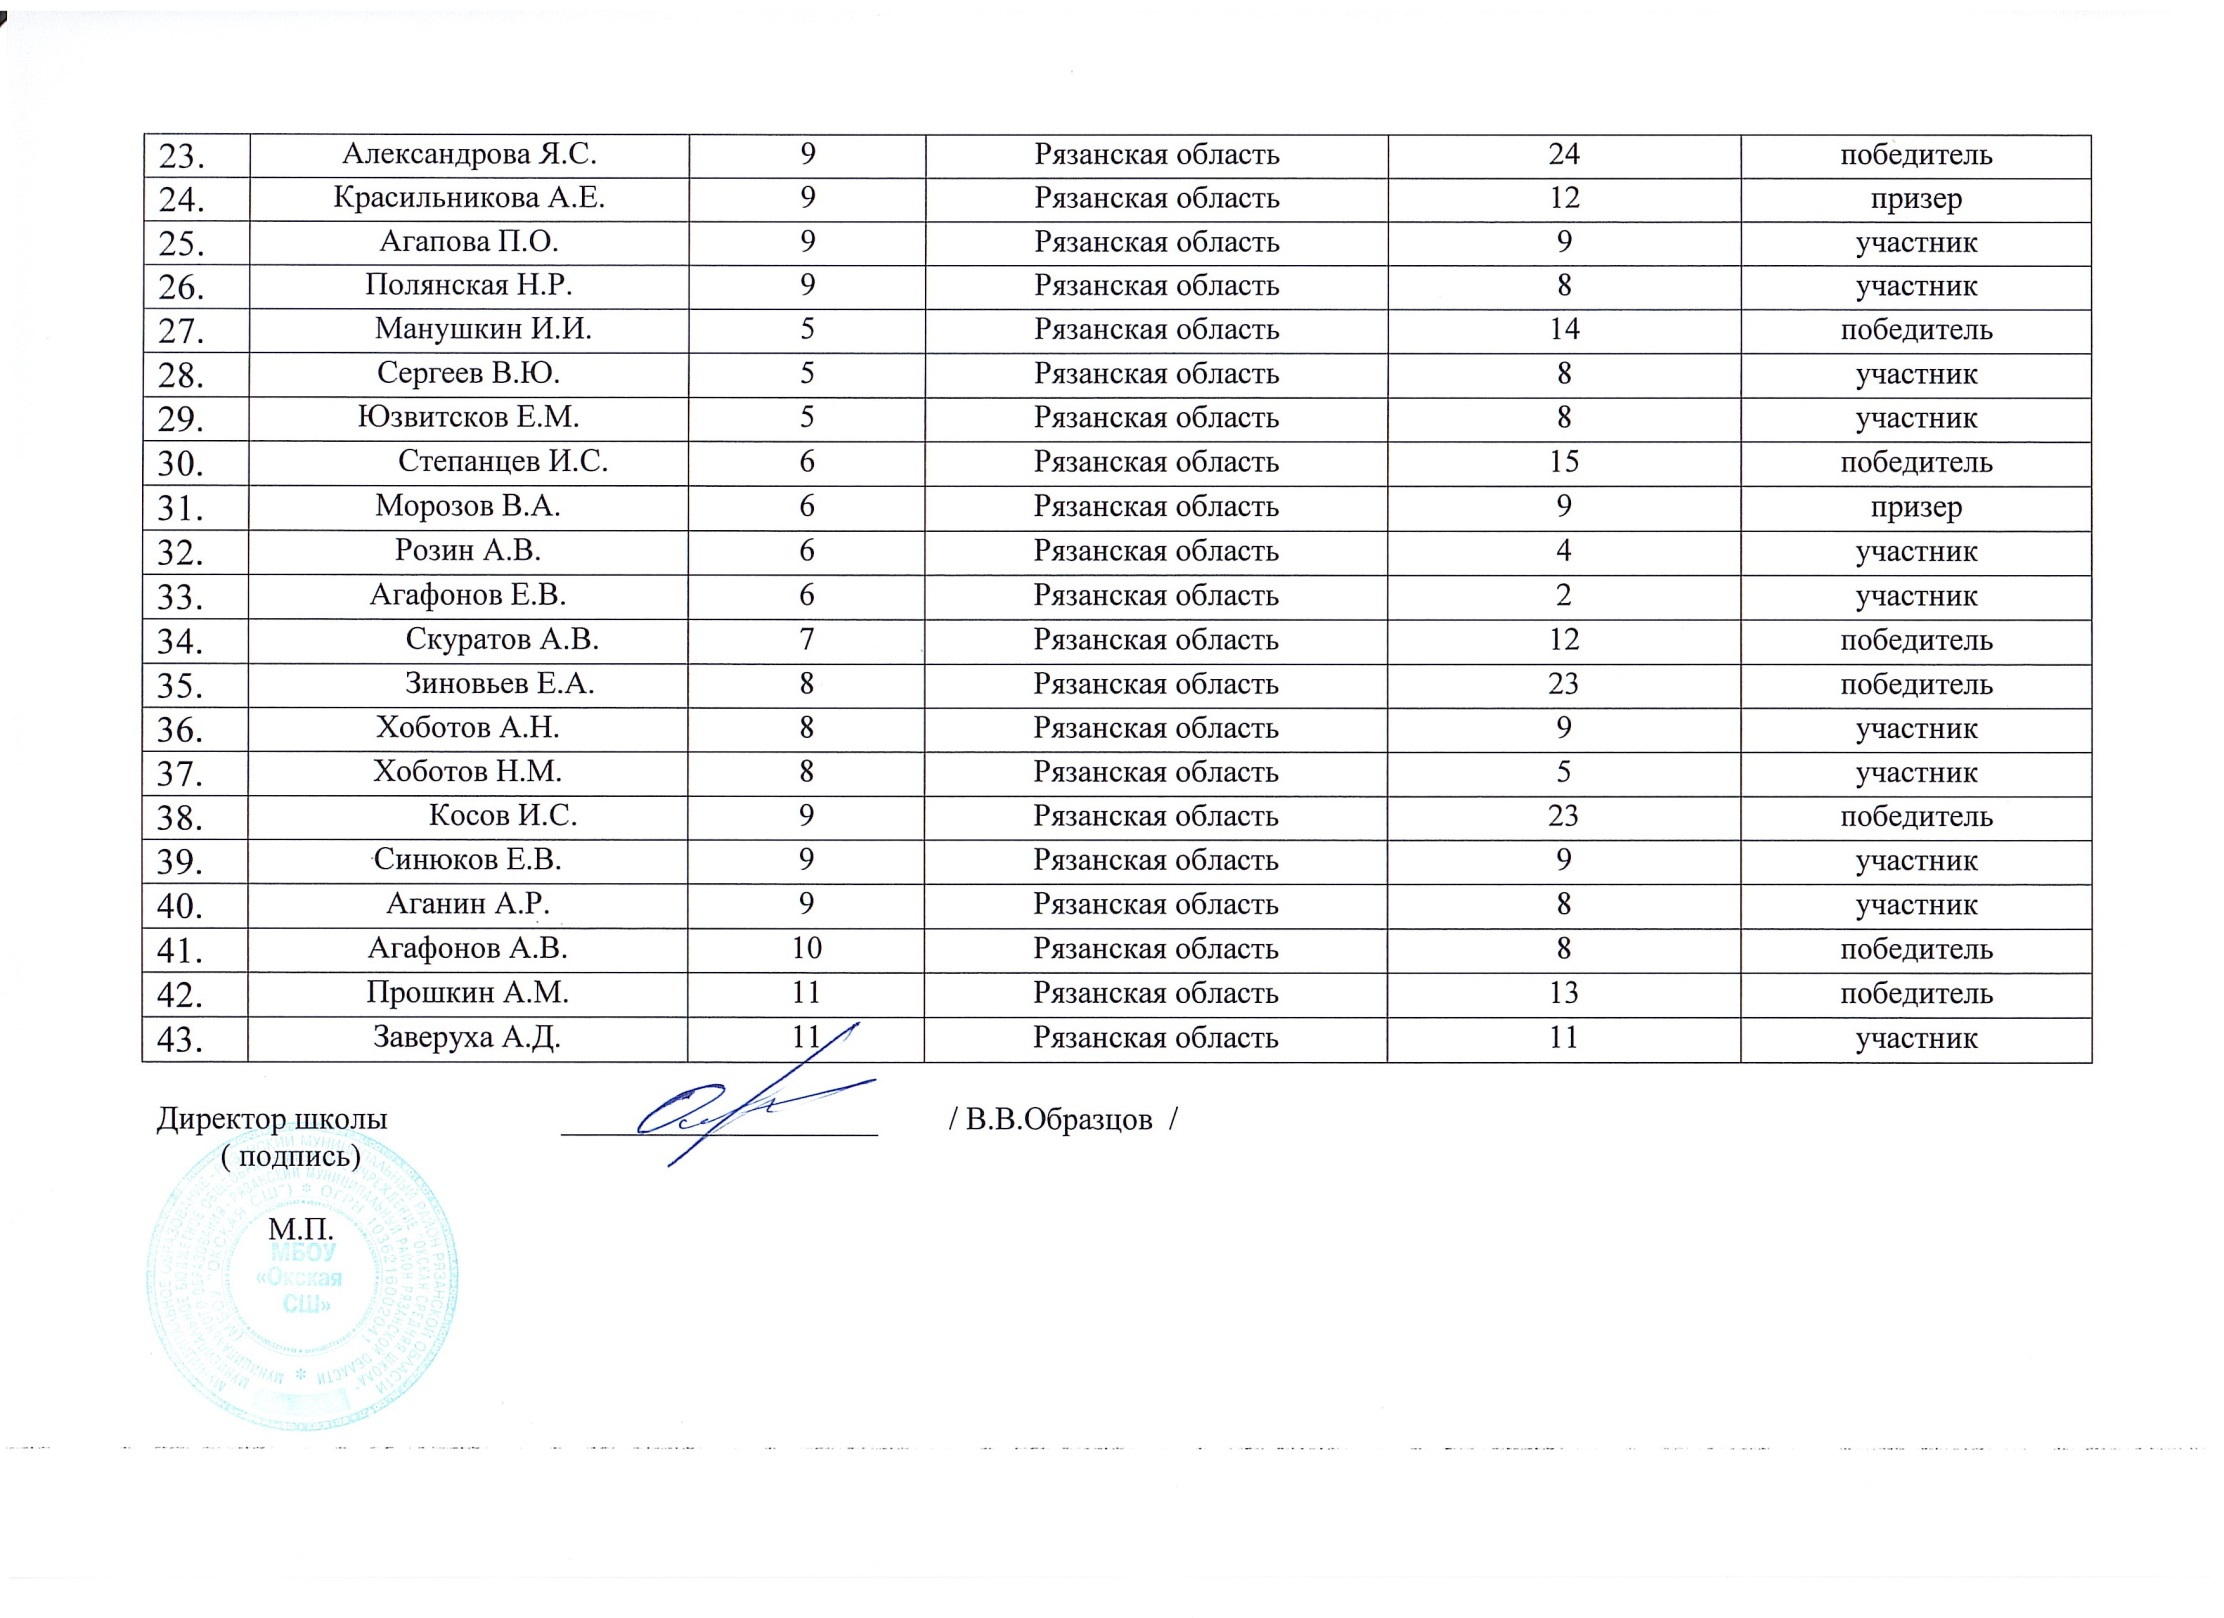 23. Александрова Я.С. 9 Рязанская область 24 победитель
24. Красильникова А.Е. 9 Рязанская область 12 призер
25. Агапова П.О. 9 Рязанская область 9 участник
26. Полянская Н.Р. 9 Рязанская область 8 участник
27. Манушкин И.И. 5 Рязанская область 14 победитель
28. Сергеев В.Ю. 5 Рязанская область 8 участник
29. Юзвитсков Е.М. 5 Рязанская область 8 участник
30. Степанцев И.С. 6 Рязанская область 15 победитель
31. Морозов В.А. 6 Рязанская область 9 призер
32. Розин А.В. 6 Рязанская область 4 участник
33. Агафонов Е.В. 6 Рязанская область 2 участник
34. Скуратов А.В. 7 Рязанская область 12 победитель
35. Зиновьев Е.А. 8 Рязанская область 23 победитель
36. Хоботов А.Н. 8 Рязанская область 9 участник
37. Хоботов Н.М. 8 Рязанская область 5 участник
38. Косов И.С. 9 Рязанская область 23 победитель
39. Синюков Е.В. 9 Рязанская область 9 участник
40. Аганин А.Р. 9 Рязанская область 8 участник
41. Агафонов А.В. 10 Рязанская область 8 победитель
42. Прошкин А.М. 11 Рязанская область 13 победитель
43. Заверуха А.Д. 11 Рязанская область 11 участник
Директор школы / В.В.Образцов /
( подпись)
М.П.
МБОУ
«Окская
СШ»